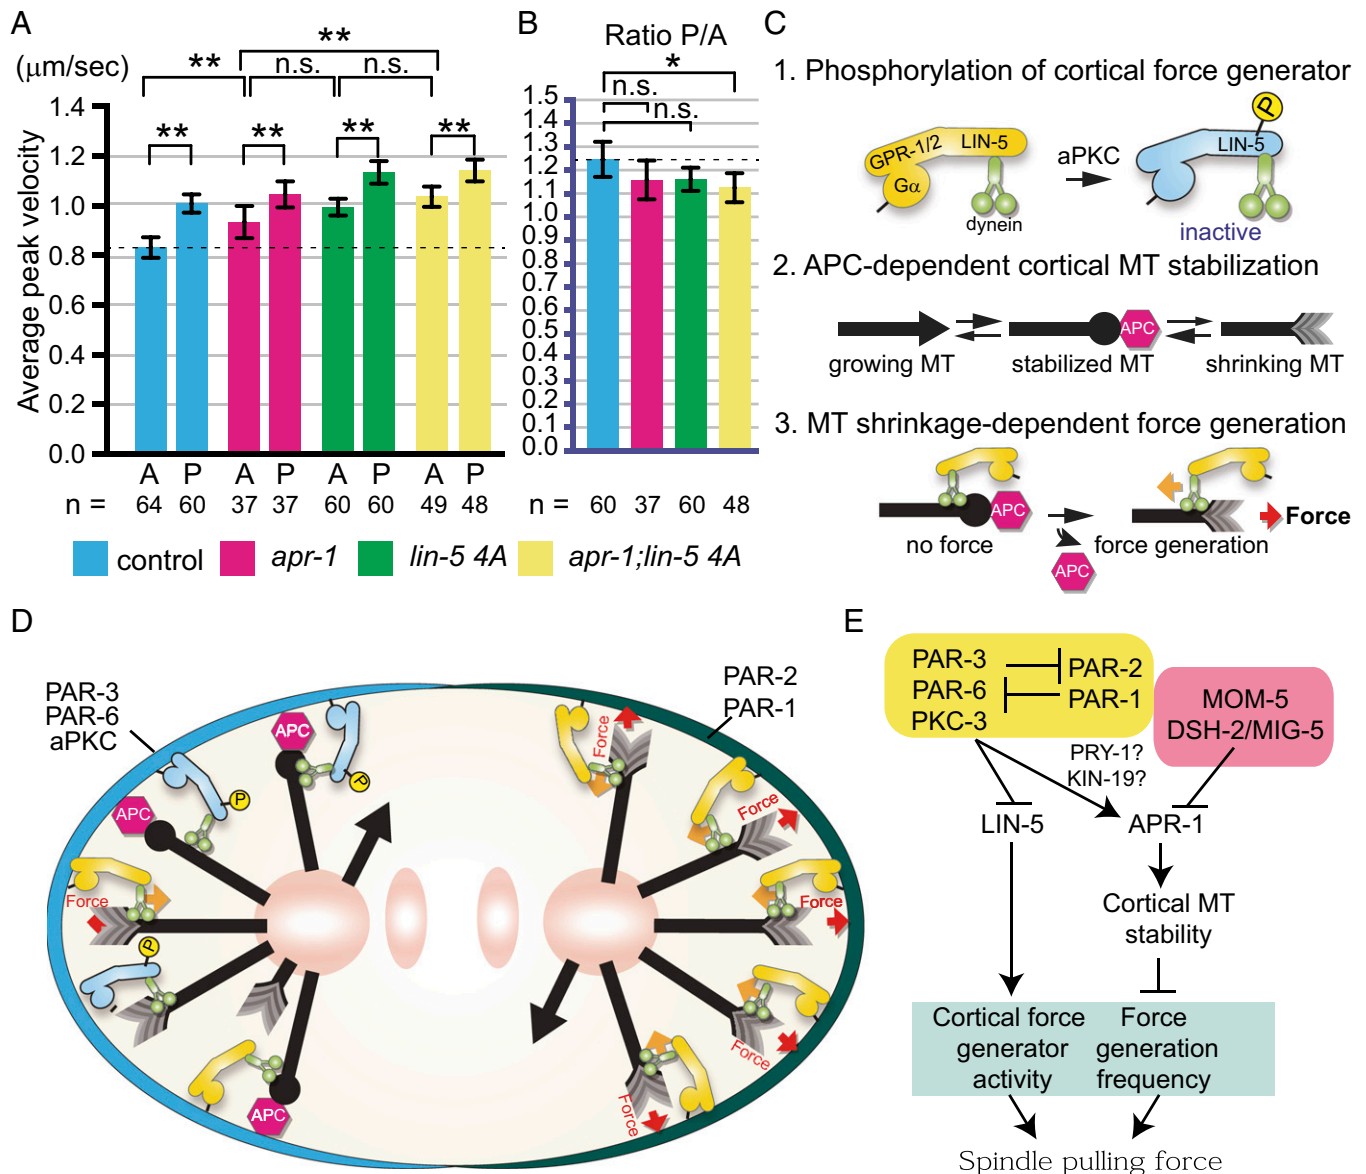 A
(μm/sec)
** ** n.s. n.s.
** ** ** **
Average peak velocity
1.4
1.2
1.0
0.8
0.6
0.4
0.2
0.0
A P A P A P A P
n = 64 60 37 37 60 60 49 48
B
Ratio P/A
*
n.s.
n.s.
1.5
1.4
1.3
1.2
1.1
1.0
0.9
0.8
0.7
0.6
0.5
0.4
0.3
0.2
0.1
0.0
n = 60 37 60 48
control apr-1 lin-5 4A apr-1;lin-5 4A
C
1. Phosphorylation of cortical force generator
GPR-1/2 LIN-5
Gα
dynein
aPKC
P
LIN-5
inactive
2. APC-dependent cortical MT stabilization
APC
growing MT stabilized MT shrinking MT
3. MT shrinkage-dependent force generation
APC
no force
APC
force generation
Force
D
PAR-3
PAR-6
aPKC
PAR-2
PAR-1
APC
P
APC
P
Force
P
APC
Force
Force
Force
Force
Force
E
PAR-3
PAR-6
PKC-3
PAR-2
PAR-1
MOM-5
DSH-2/MIG-5
PRY-1?
KIN-19?
LIN-5 APR-1
Cortical MT
stability
Cortical force
generator
activity
Force
generation
frequency
Spindle pulling force